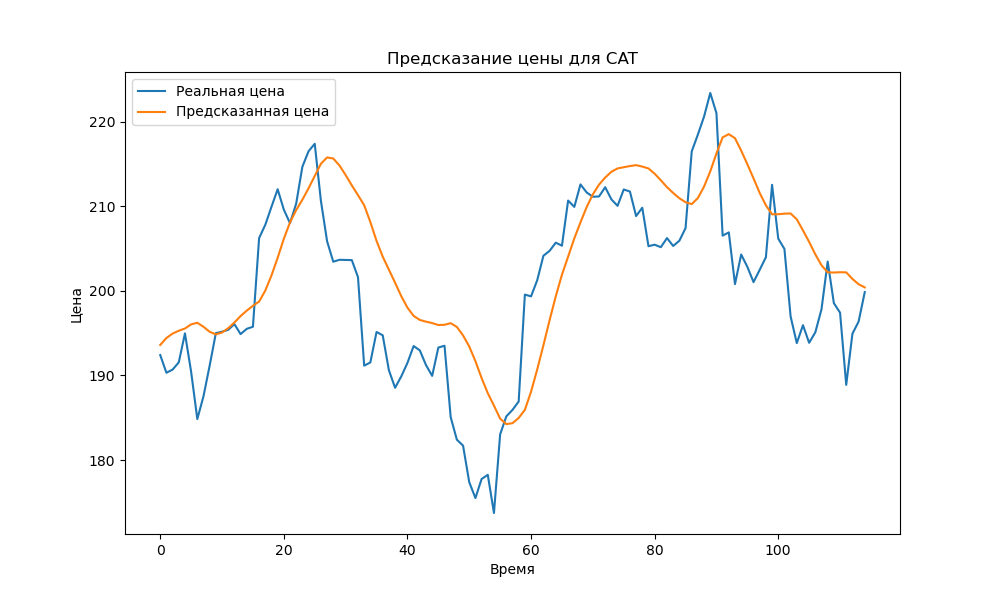 Предсказание цены для CAT
Реальная цена
Предсказанная цена
220
210
200
190
180
Цена
0 20 40 60 80 100
Время